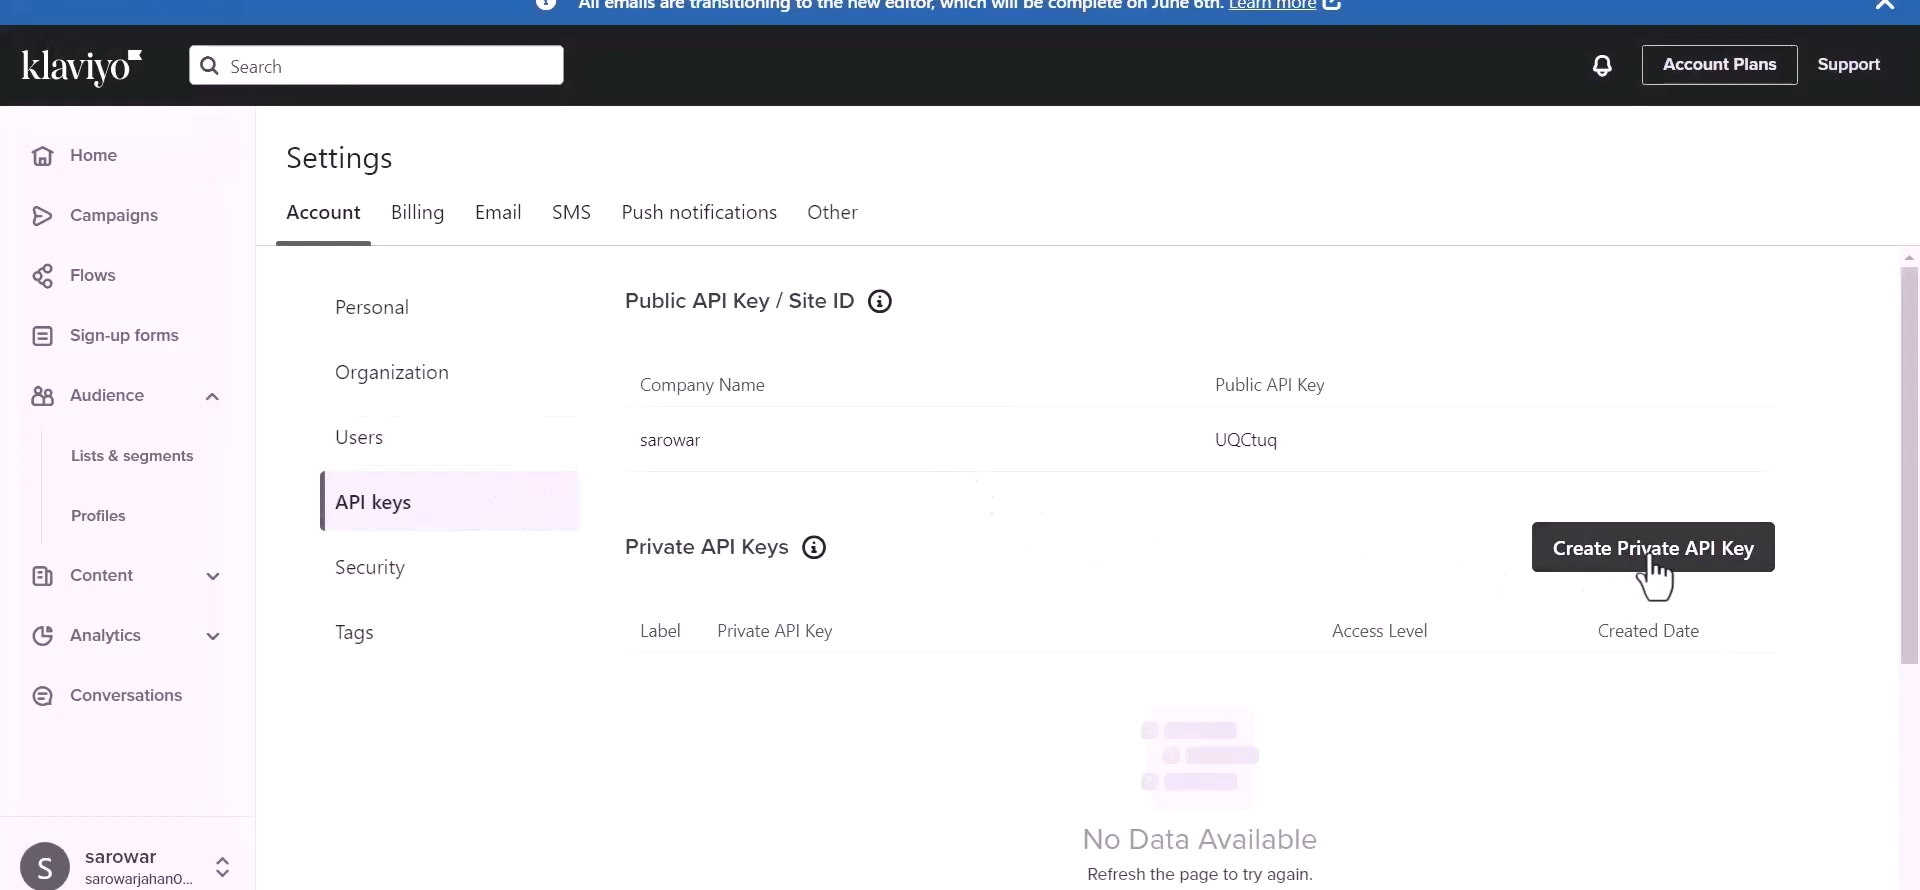 All emails are transitioning to the new editor, which will be complete on June 6th. Learn more
klaviyo
Search
Account Plans
Support
Home
Campaigns
Flows
Sign-up forms
Audience
Lists & segments
Profiles
Content
Analytics
Conversations
S
sarowar
sarowarjahan0...
Settings
Account
Billing
Email
SMS
Push notifications
Other
Personal
Organization
Users
API keys
Security
Tags
Public API Key / Site ID
Company Name
Public API Key
sarowar
UQCtuq
Private API Keys
Create Private API Key
Label
Private API Key
Access Level
Created Date
No Data Available
Refresh the page to try again.